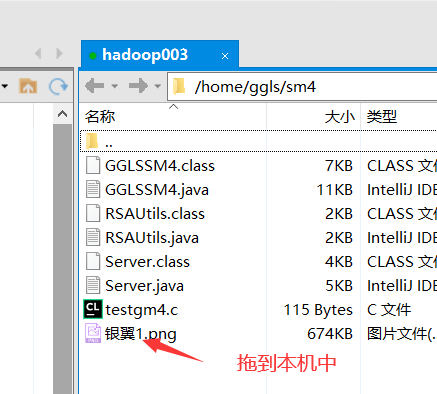 hadoop003 ×
/home/ggls/sm4
名称 大小 类型
..
GGLSSM4.class 7KB CLASS 文
GGLSSM4.java 11KB IntelliJ IDE
RSAUtils.class 2KB CLASS 文
RSAUtils.java 2KB IntelliJ IDE
Server.class 4KB CLASS 文
Server.java 5KB IntelliJ IDE
CL testgm4.c 115 Bytes C 文件
银翼1.png 674KB 图片文件(.
拖到本机中